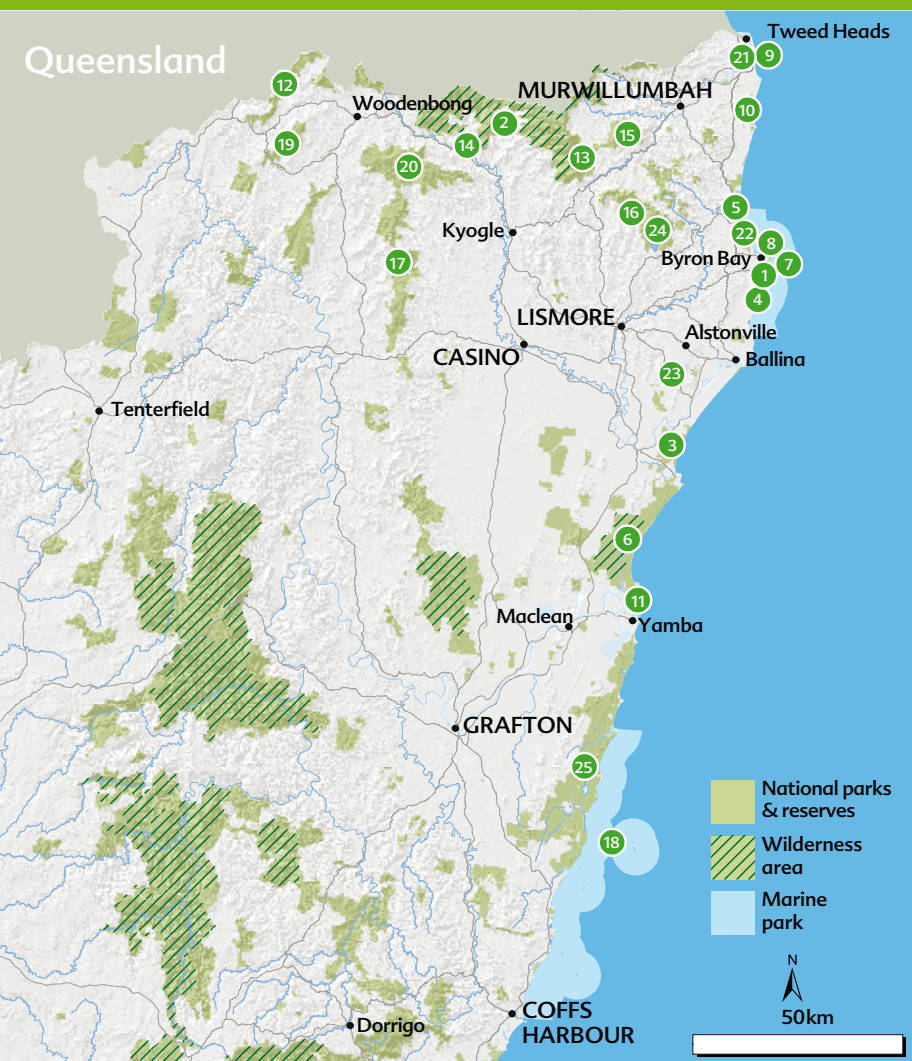 Queensland
Tweed Heads
21
9
12
MURWILLUMBAH
Woodenbong
10
2
15
19
14
13
20
5
16
22
24
Kyogle
8
Byron Bay
17
7
1
4
LISMORE
Alstonville
CASINO
Ballina
23
Tenterfield
3
6
11
Maclean
Yamba
GRAFTON
25
National parks
& reserves
18
Wilderness
area
Marine
park
N
50km
COFFS
HARBOUR
Dorrigo